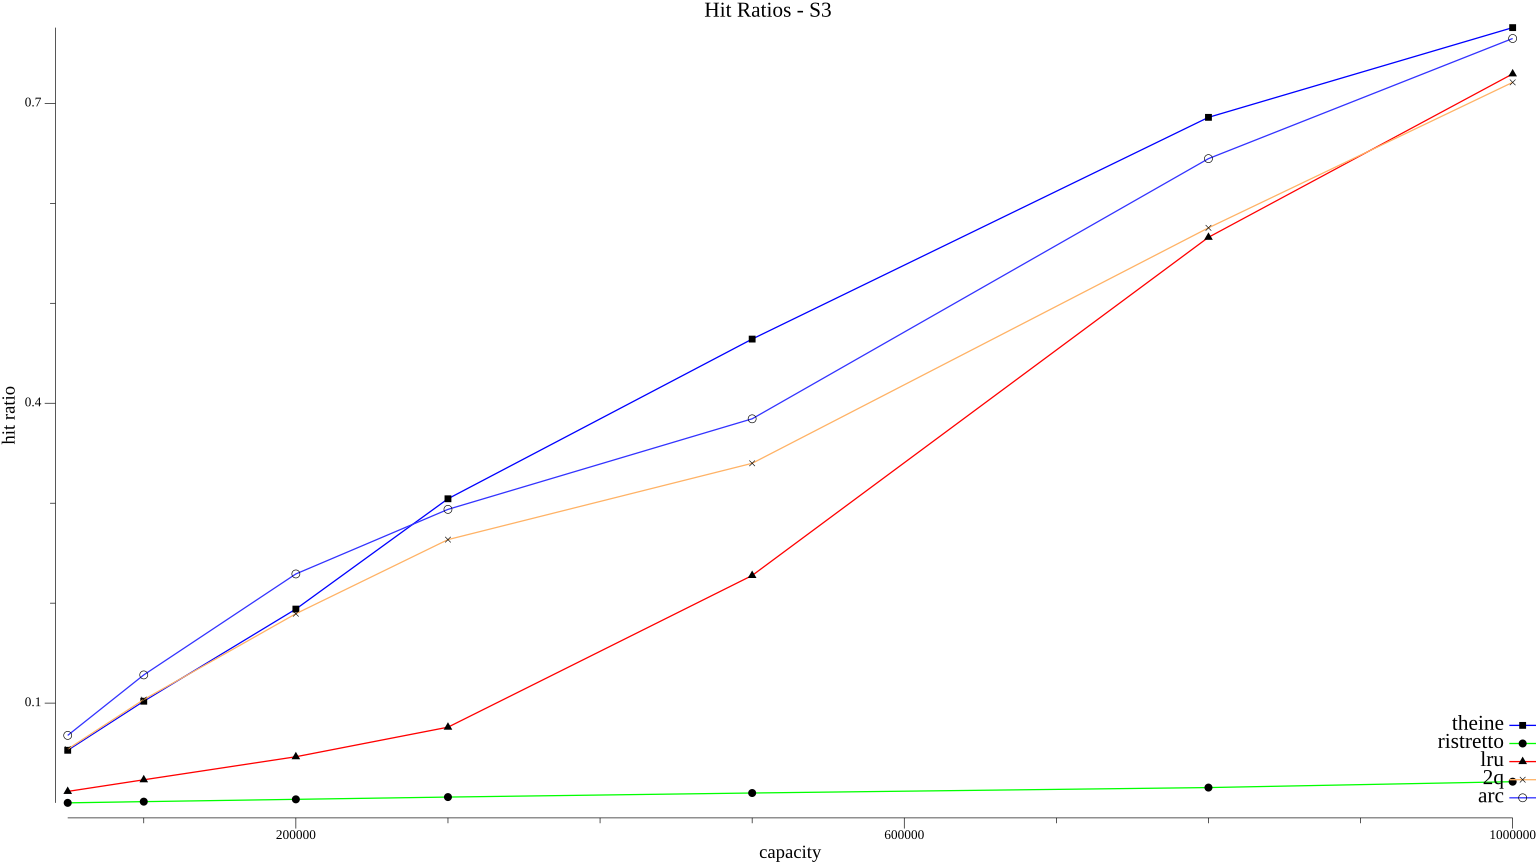 Hit Ratios - S3
0.7
0.4
0.1
hit ratio
theine
ristretto
lru
2q
arc
200000
600000
1000000
capacity